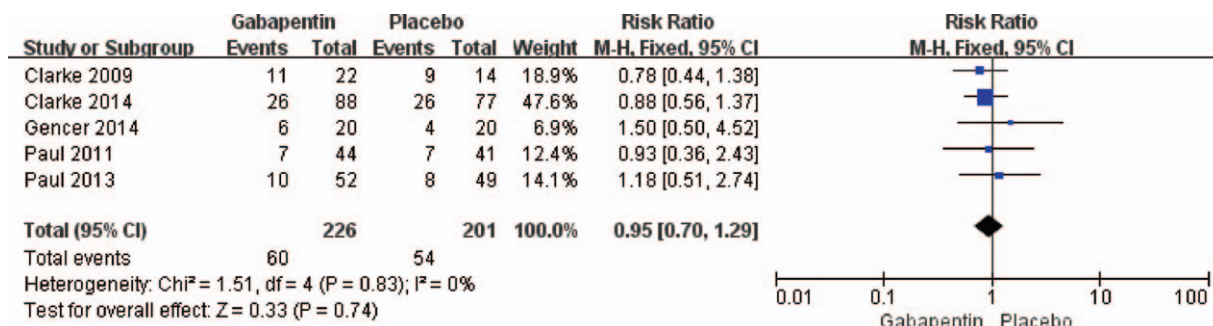 Gabapentin Placebo Risk Ratio Risk Ratio
Study or Subgroup Events Total Events Total Weight M-H, Fixed, 95% CI M-H, Fixed, 95% CI
Clarke 2009 11 22 9 14 18.9% 0.78 [0.44, 1.38]
Clarke 2014 26 88 26 77 47.6% 0.88 [0.56, 1.37]
Gencer 2014 6 20 4 20 6.9% 1.50 [0.50, 4.52]
Paul 2011 7 44 7 41 12.4% 0.93 [0.36, 2.43]
Paul 2013 10 52 8 49 14.1% 1.18 [0.51, 2.74]
Total (95% CI) 226 201 100.0% 0.95 [0.70, 1.29]
Total events 60 54
Heterogeneity: Chi² = 1.51, df = 4 (P = 0.83); I² = 0%
Test for overall effect: Z = 0.33 (P = 0.74)
0.01 0.1 1 10 100
Gabapentin Placebo